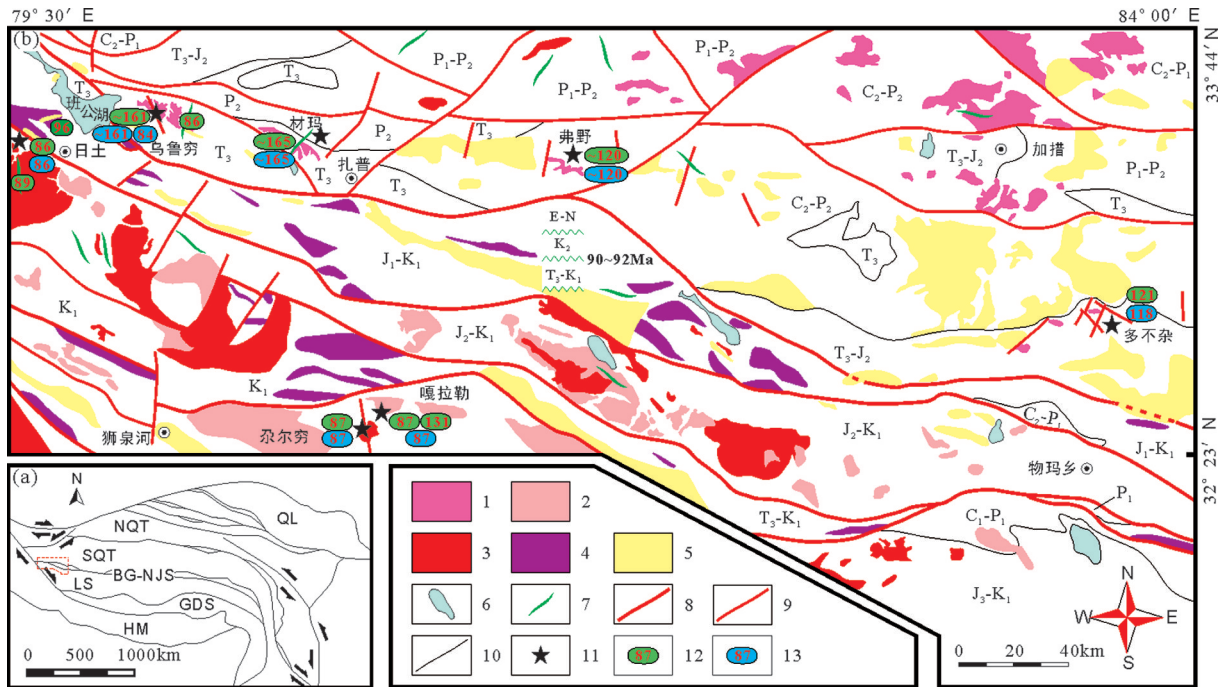 79° 30′ E
84° 00′ E
(b)
C₂-P₁
T₃-J₂
T₃
P₁-P₂
P₁-P₂
C₂-P₂
C₂-P₁
33° 44′ N
T₃
班公湖
~161
~161
84
乌鲁穷
86
P₂
材玛
P₂
~165
~165
T₃
T₃
扎普
T₃
T₃
弗野
~120
~120
T₃-J₂
加措
P₁-P₂
T₃
96
86
86
89
日土
C₂-P₂
T₃
E-N
K₂
90~92Ma
T₃-K₁
J₁-K₁
121
118
多不杂
K₁
J₂-K₁
T₃-J₂
K₁
嘎拉勒
尕尔穷
87
87
87
131
87
狮泉河
J₂-K₁
C₂-P₁
J₁-K₁
32° 23′ N
物玛乡
P₁
T₃-K₁
C₁-P₁
J₃-K₁
(a)
N
QL
NQT
SQT
BG-NJS
LS
GDS
HM
0 500 1000km
1
2
3
4
5
6
7
8
9
10
11
87
12
87
13
N
W
E
S
0 20 40km